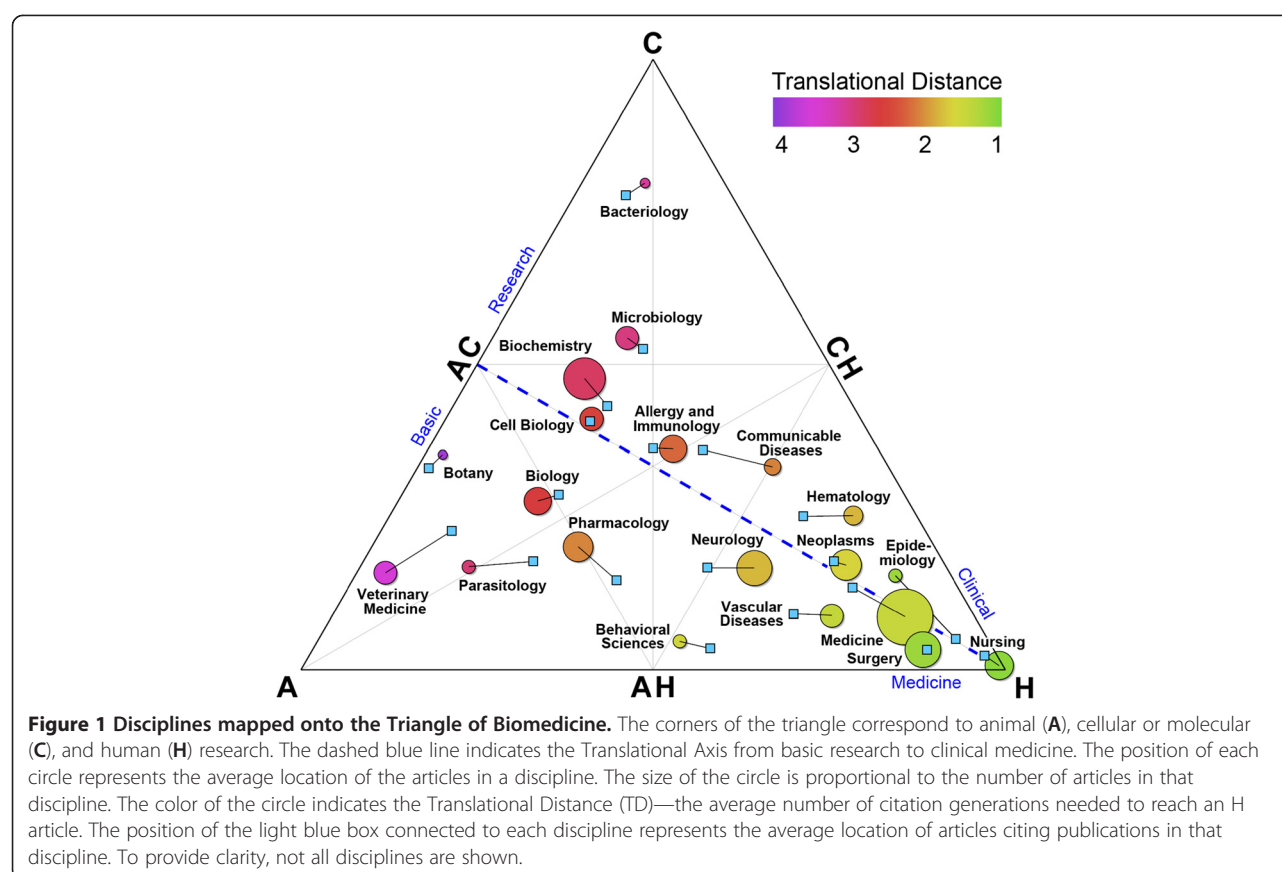 C
Translational Distance
4 3 2 1
Bacteriology
Research
Microbiology
Biochemistry
AC
CH
Allergy and
Immunology
Cell Biology
Communicable
Diseases
Basic
Botany
Biology
Hematology
Pharmacology
Neurology
Neoplasms
Epide-
miology
Parasitology
Veterinary
Medicine
Clinical
Vascular
Diseases
Behavioral
Sciences
Medicine
Surgery
Nursing
Medicine
A
AH
H
Figure 1 Disciplines mapped onto the Triangle of Biomedicine. The corners of the triangle correspond to animal (A), cellular or molecular
(C), and human (H) research. The dashed blue line indicates the Translational Axis from basic research to clinical medicine. The position of each
circle represents the average location of the articles in a discipline. The size of the circle is proportional to the number of articles in that
discipline. The color of the circle indicates the Translational Distance (TD)—the average number of citation generations needed to reach an H
article. The position of the light blue box connected to each discipline represents the average location of articles citing publications in that
discipline. To provide clarity, not all disciplines are shown.